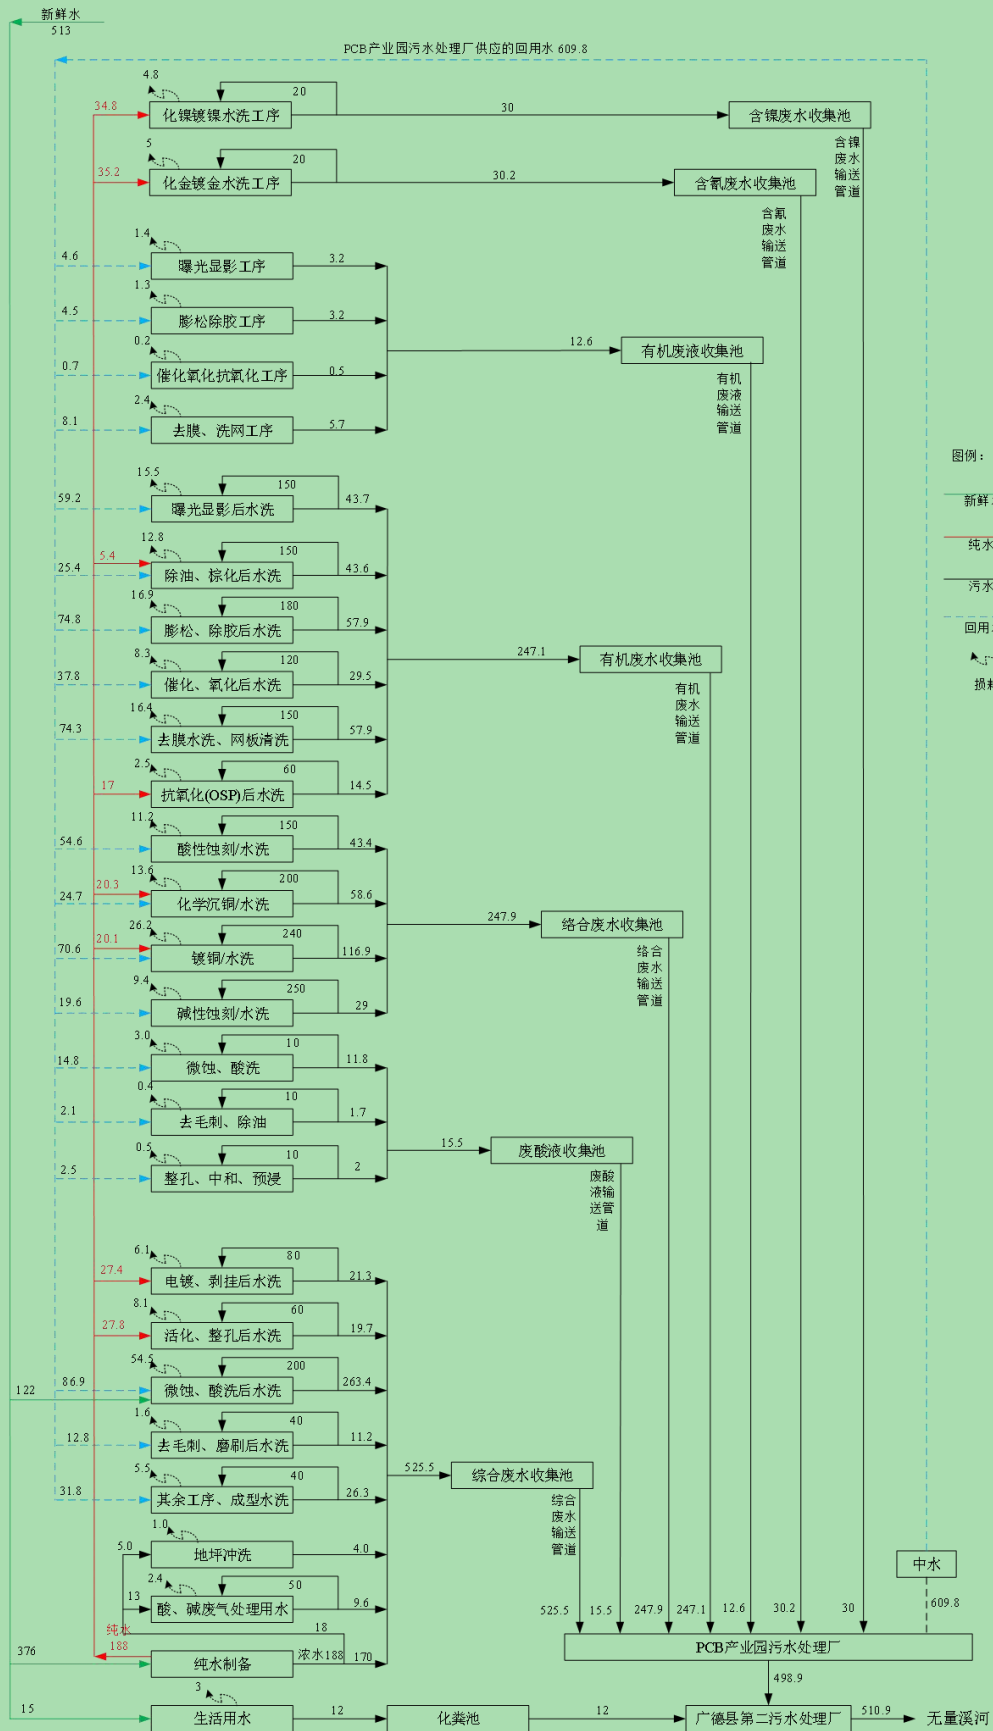 新鲜水
513
PCB产业园污水处理厂供应的回用水 609.8
4.8
20
34.8
化镍镀镍水洗工序
30
含镍废水收集池
含镍
废水
输送
管道
5
20
35.2
化金镀金水洗工序
30.2
含氰废水收集池
含氰
废水
输送
管道
1.4
4.6
曝光显影工序
3.2
1.3
4.5
膨松除胶工序
3.2
12.6
有机废液收集池
0.2
0.7
催化氧化抗氧化工序
0.5
有机
废液
输送
管道
2.4
8.1
去膜、洗网工序
5.7
图例：
新鲜
纯水
污水
回用
损耗
15.5
150
59.2
曝光显影后水洗
43.7
12.8
150
5.4
25.4
除油、棕化后水洗
43.6
16.9
180
74.8
膨松、除胶后水洗
57.9
247.1
有机废水收集池
8.3
120
37.8
催化、氧化后水洗
29.5
有机
废水
输送
管道
16.4
150
74.3
去膜水洗、网板清洗
57.9
2.5
60
17
抗氧化(OSP)后水洗
14.5
11.2
150
54.6
酸性蚀刻/水洗
43.4
13.6
200
20.3
24.7
化学沉铜/水洗
58.6
247.9
络合废水收集池
26.2
240
20.1
70.6
镀铜/水洗
116.9
络合
废水
输送
管道
9.4
250
19.6
碱性蚀刻/水洗
29
3.0
10
14.8
微蚀、酸洗
11.8
0.4
10
2.1
去毛刺、除油
1.7
15.5
废酸液收集池
0.5
10
2.5
整孔、中和、预浸
2
废酸
液输
送管
道
6.1
80
27.4
电镀、剥挂后水洗
21.3
8.1
60
27.8
活化、整孔后水洗
19.7
54.5
200
86.9
122
微蚀、酸洗后水洗
263.4
1.6
40
12.8
去毛刺、磨刷后水洗
11.2
525.5
综合废水收集池
5.5
40
31.8
其余工序、成型水洗
26.3
综合
废水
输送
管道
1.0
5.0
地坪冲洗
4.0
中水
2.4
50
13
酸、碱废气处理用水
9.6
525.5
15.5
247.9
247.1
12.6
30.2
30
609.8
18
纯水
188
376
纯水制备
浓水188
170
PCB产业园污水处理厂
498.9
3
15
生活用水
12
化粪池
12
广德县第二污水处理厂
510.9
无量溪河